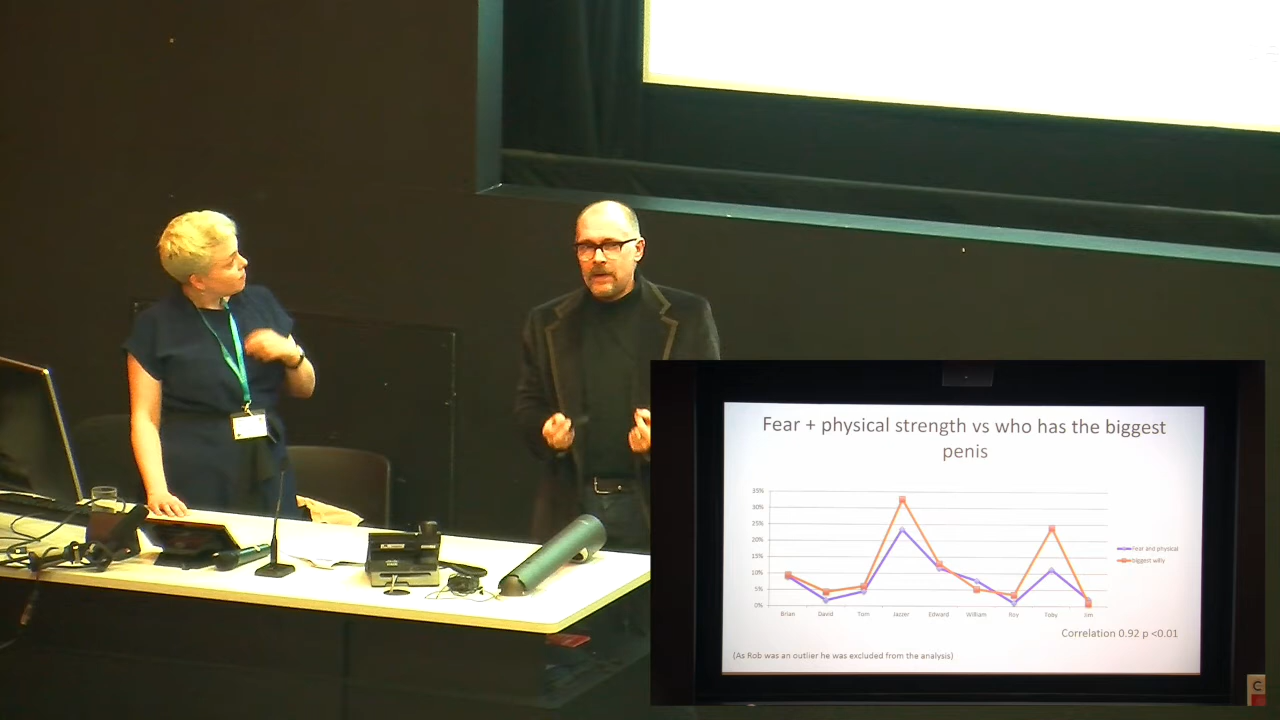 Fear + physical strength vs who has the biggest
penis
35%
30%
25%
20%
15%
10%
5%
0%
Brian David Tom Jazzer Edward William Roy Toby Jim
Fear and physical
biggest willy
Correlation 0.92 p <0.01
(As Rob was an outlier he was excluded from the analysis)
C